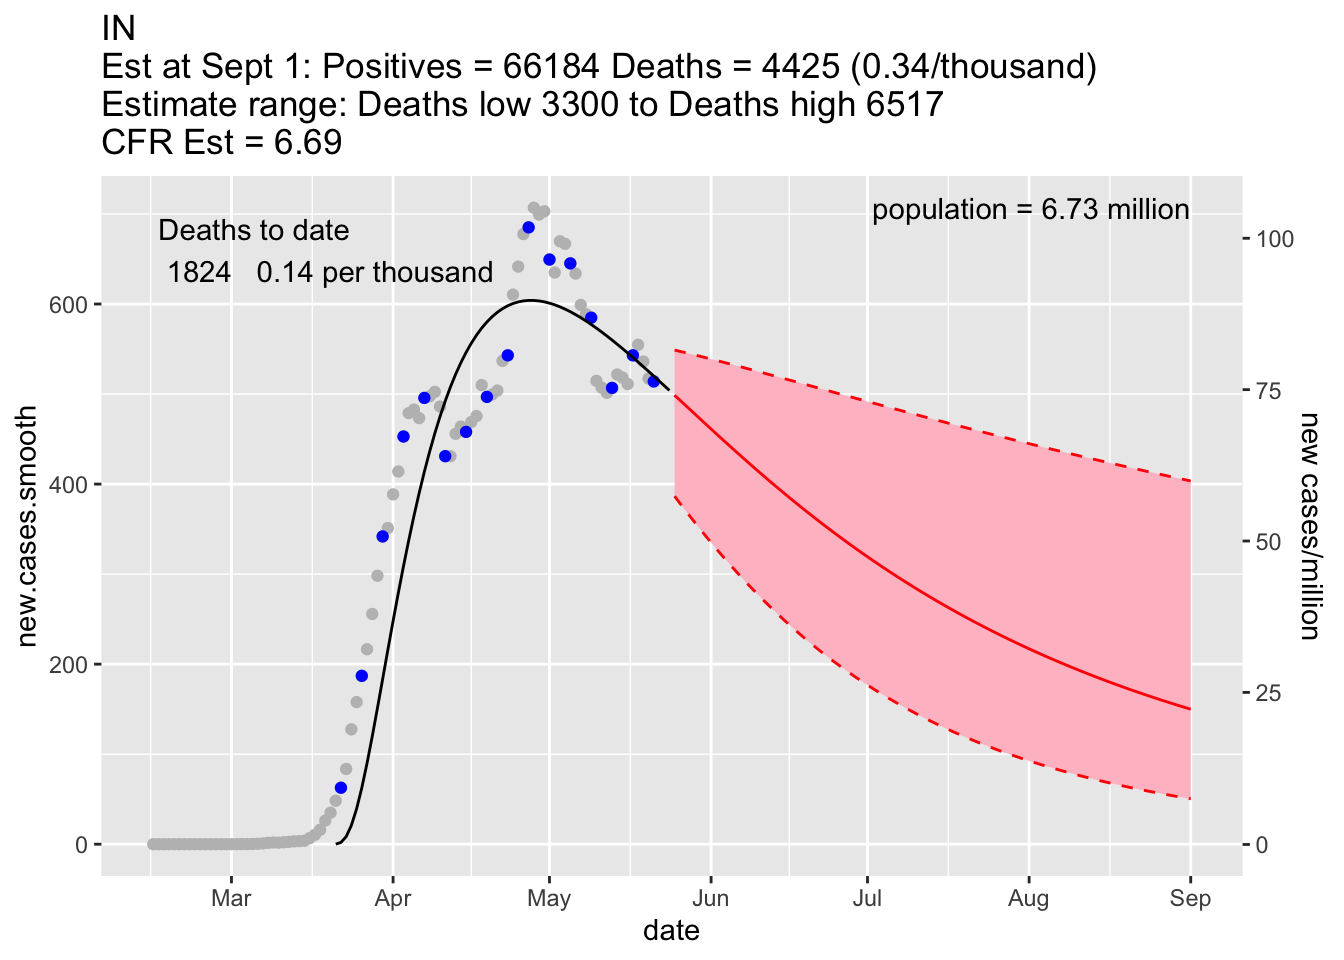 IN
Est at Sept 1: Positives = 66184 Deaths = 4425 (0.34/thousand)
Estimate range: Deaths low 3300 to Deaths high 6517
CFR Est = 6.69
Deaths to date
1824 0.14 per thousand
population = 6.73 million
new.cases.smooth
600
400
200
0
100
75
50
25
0
new cases/million
Mar Apr May Jun Jul Aug Sep
date